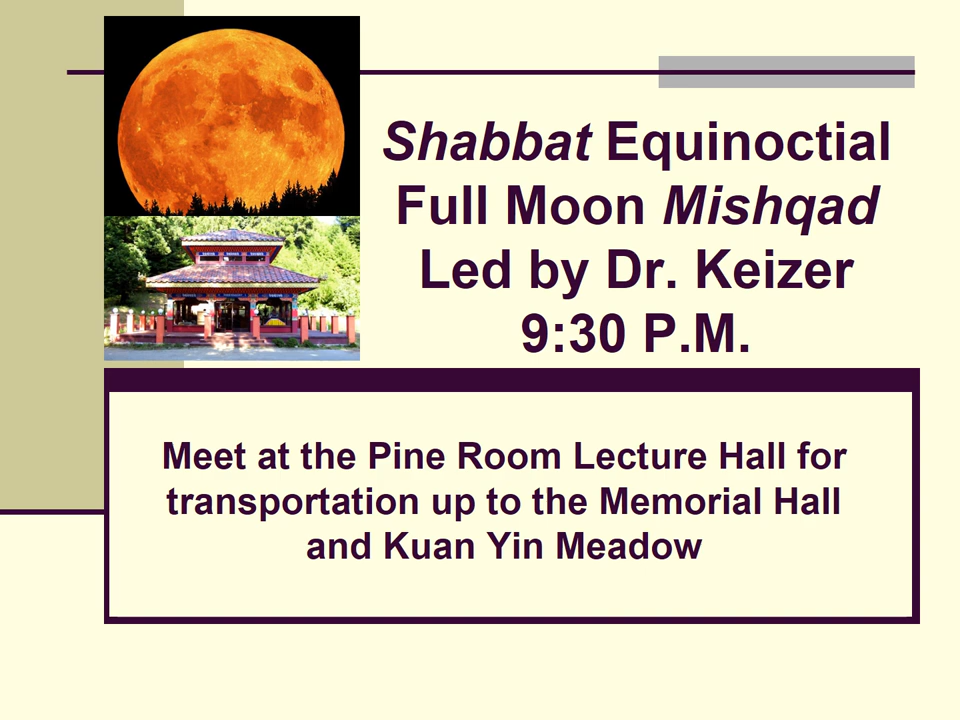 Shabbat Equinoctial
Full Moon Mishqad
Led by Dr. Keizer
9:30 P.M.
Meet at the Pine Room Lecture Hall for
transportation up to the Memorial Hall
and Kuan Yin Meadow